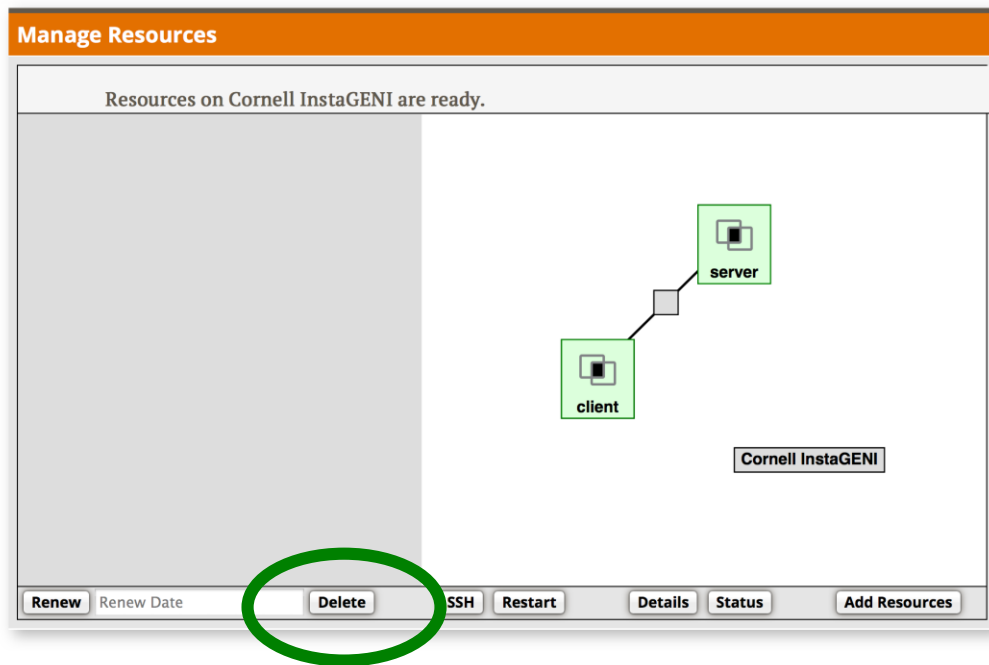 Manage Resources
Resources on Cornell InstaGENI are ready.
server
client
Cornell InstaGENI
Renew Renew Date Delete SSH Restart Details Status Add Resources